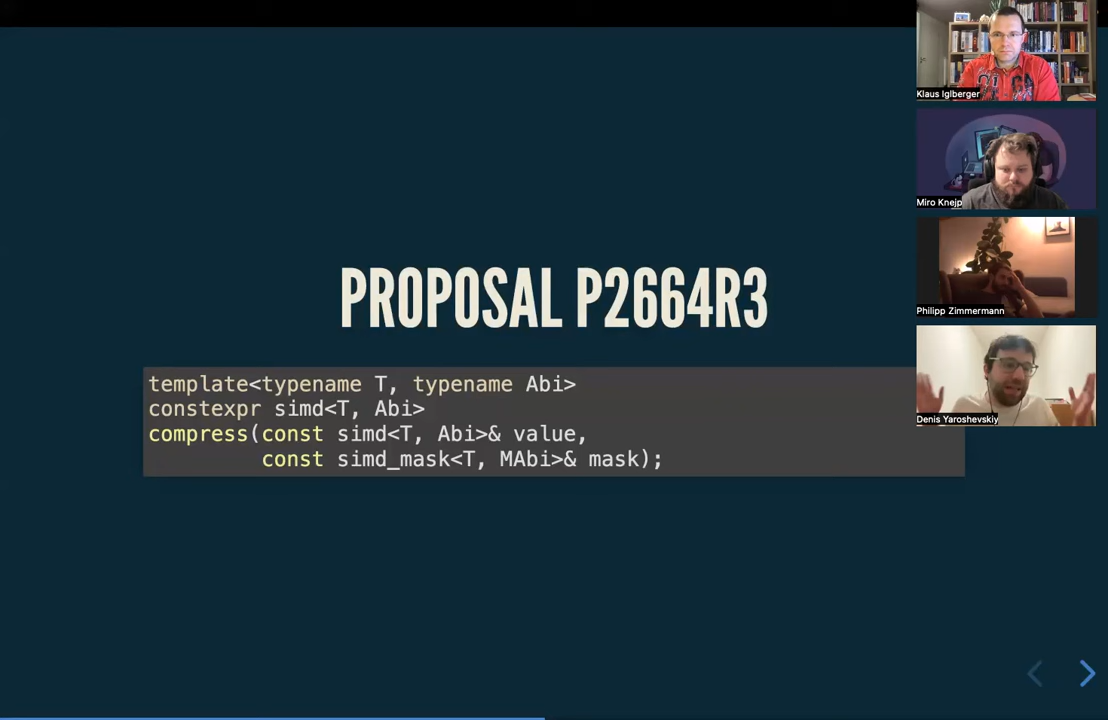 PROPOSAL P2664R3
template<typename T, typename Abi>
constexpr simd<T, Abi>
compress(const simd<T, Abi>& value,
const simd_mask<T, MAbi>& mask);
Klaus Iglberger
Miro Knejp
Philipp Zimmermann
Denis Yaroshevskiy